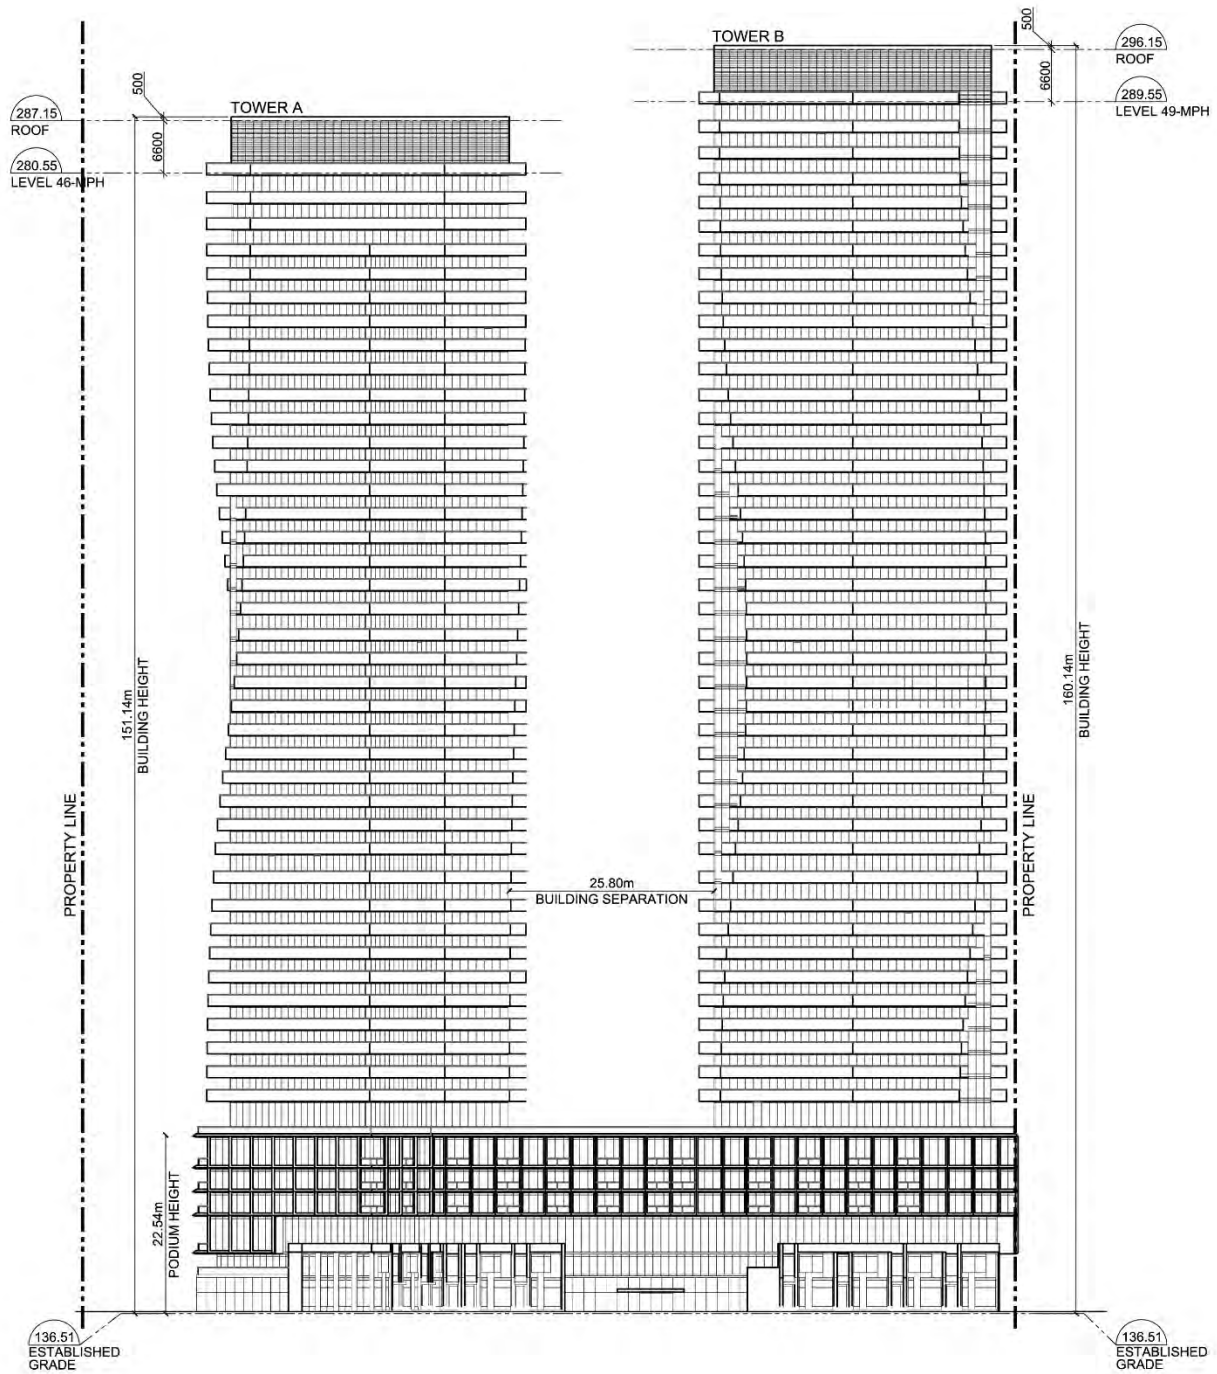 500
TOWER B
296.15
ROOF
6600
289.55
LEVEL 49-MPH
500
TOWER A
287.15
ROOF
6600
280.55
LEVEL 46-MPH
151.14m
BUILDING HEIGHT
160.14m
BUILDING HEIGHT
PROPERTY LINE
PROPERTY LINE
25.80m
BUILDING SEPARATION
22.54m
PODIUM HEIGHT
136.51
ESTABLISHED
GRADE
136.51
ESTABLISHED
GRADE